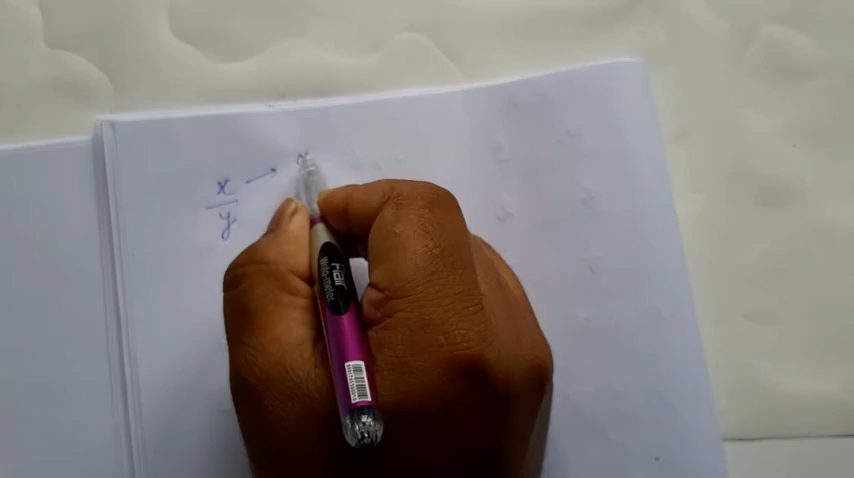 x → 
y
Flair
Writo-meter